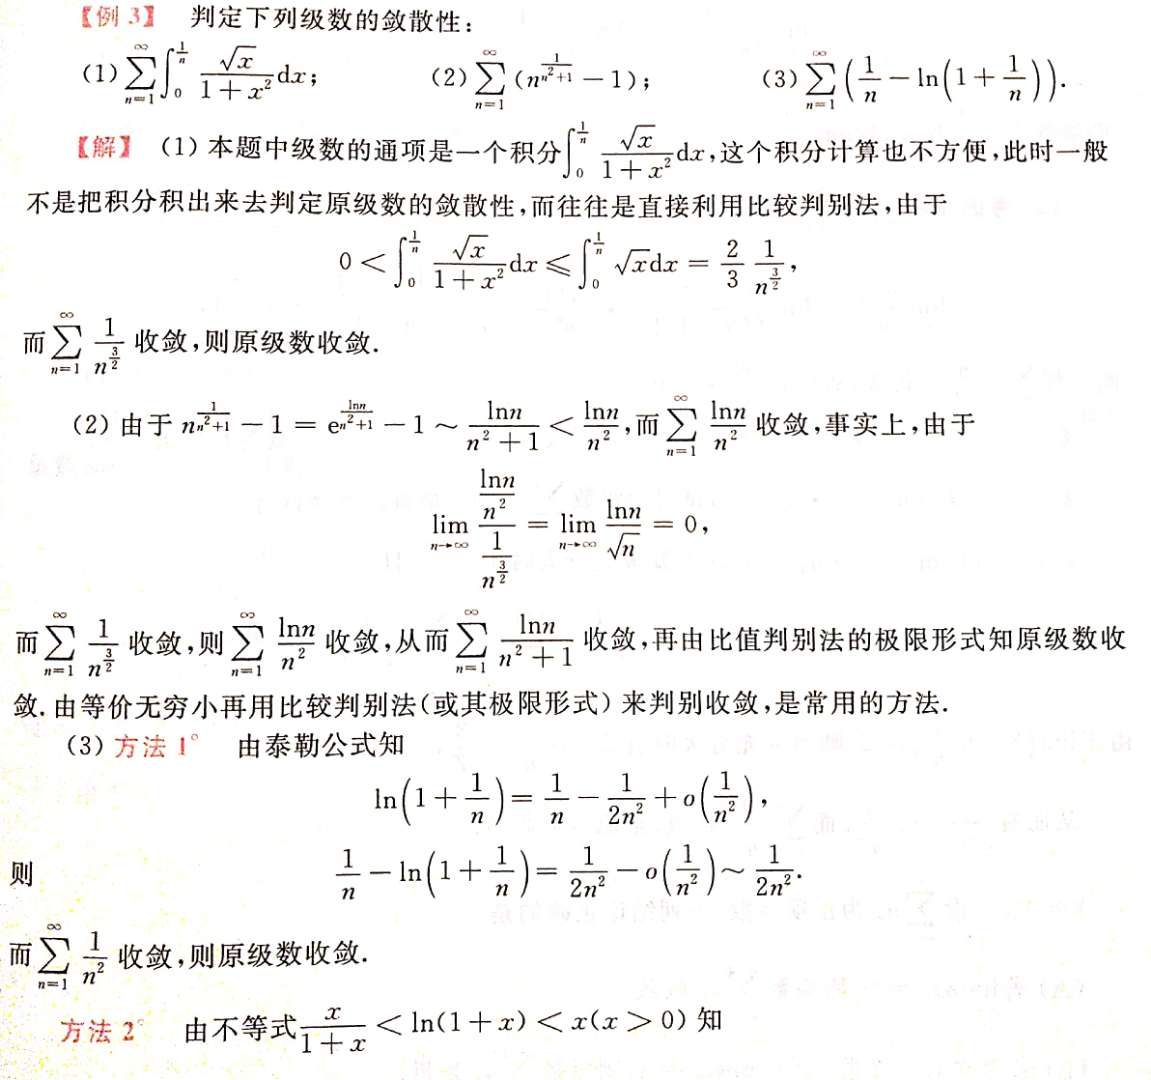 【例 3】 判定下列级数的敛散性：
(1) $\sum_{n=1}^{\infty}\int_0^{\frac{1}{n}}\frac{\sqrt{x}}{1+x^2}\mathrm{d}x$； (2) $\sum_{n=1}^{\infty}(n^{\frac{1}{n^2+1}}-1)$； (3) $\sum_{n=1}^{\infty}\left(\frac{1}{n}-\ln\left(1+\frac{1}{n}\right)\right)$.
【解】 (1) 本题中级数的通项是一个积分$\int_0^{\frac{1}{n}}\frac{\sqrt{x}}{1+x^2}\mathrm{d}x$,这个积分计算也不方便,此时一般
不是把积分积出来去判定原级数的敛散性,而往往是直接利用比较判别法,由于
$0<\int_0^{\frac{1}{n}}\frac{\sqrt{x}}{1+x^2}\mathrm{d}x\leqslant\int_0^{\frac{1}{n}}\sqrt{x}\mathrm{d}x=\frac{2}{3}\frac{1}{n^{\frac{3}{2}}}$,
而$\sum_{n=1}^{\infty}\frac{1}{n^{\frac{3}{2}}}$收敛,则原级数收敛.
(2) 由于 $n^{\frac{1}{n^2+1}}-1=\mathrm{e}^{\frac{\ln n}{n^2+1}}-1\sim\frac{\ln n}{n^2+1}<\frac{\ln n}{n^2}$,而$\sum_{n=1}^{\infty}\frac{\ln n}{n^2}$收敛,事实上,由于
$\lim_{n\to\infty}\frac{\frac{\ln n}{n^2}}{\frac{1}{n^{\frac{3}{2}}}}=\lim_{n\to\infty}\frac{\ln n}{\sqrt{n}}=0$,
而$\sum_{n=1}^{\infty}\frac{1}{n^{\frac{3}{2}}}$收敛,则$\sum_{n=1}^{\infty}\frac{\ln n}{n^2}$收敛,从而$\sum_{n=1}^{\infty}\frac{\ln n}{n^2+1}$收敛,再由比值判别法的极限形式知原级数收
敛.由等价无穷小再用比较判别法(或其极限形式)来判别收敛,是常用的方法.
(3) 方法 1° 由泰勒公式知
$\ln\left(1+\frac{1}{n}\right)=\frac{1}{n}-\frac{1}{2n^2}+o\left(\frac{1}{n^2}\right)$,
则 $\frac{1}{n}-\ln\left(1+\frac{1}{n}\right)=\frac{1}{2n^2}-o\left(\frac{1}{n^2}\right)\sim\frac{1}{2n^2}$.
而$\sum_{n=1}^{\infty}\frac{1}{n^2}$收敛,则原级数收敛.
方法 2° 由不等式$\frac{x}{1+x}<\ln(1+x)<x(x>0)$ 知